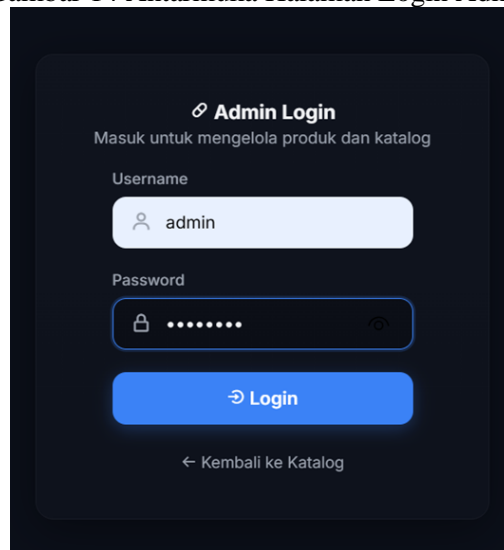 Admin Login
Masuk untuk mengelola produk dan katalog
Username
admin
Password
••••••••
Login
← Kembali ke Katalog